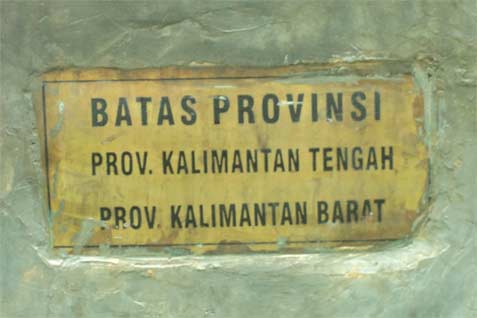 BATAS PROVINSI
PROV. KALIMANTAN TENGAH
PROV. KALIMANTAN BARAT